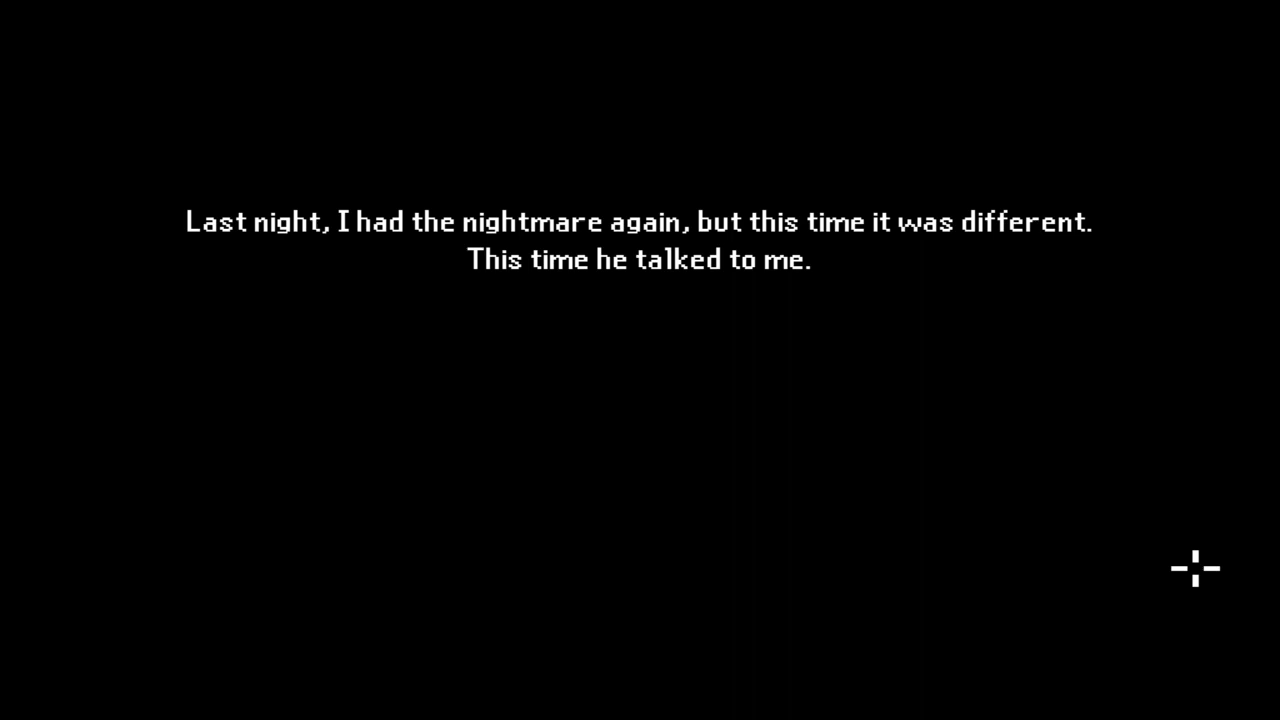 Last night, I had the nightmare again, but this time it was different.
This time he talked to me.